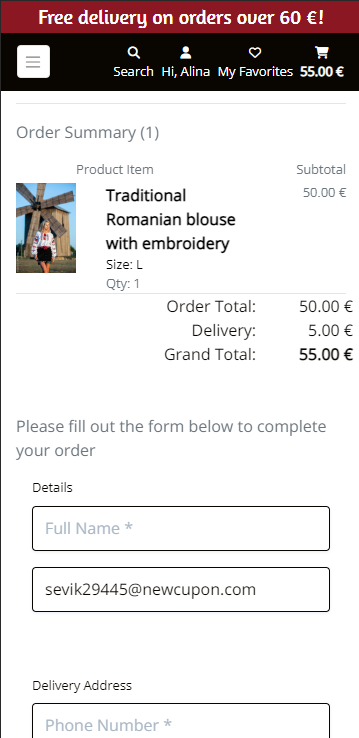 Free delivery on orders over 60 €!
Search Hi, Alina My Favorites 55.00 €
Order Summary (1)
Product Item Subtotal
Traditional 50.00 €
Romanian blouse
with embroidery
Size: L
Qty: 1
Order Total: 50.00 €
Delivery: 5.00 €
Grand Total: 55.00 €
Please fill out the form below to complete
your order
Details
Full Name *
sevik29445@newcupon.com
Delivery Address
Phone Number *